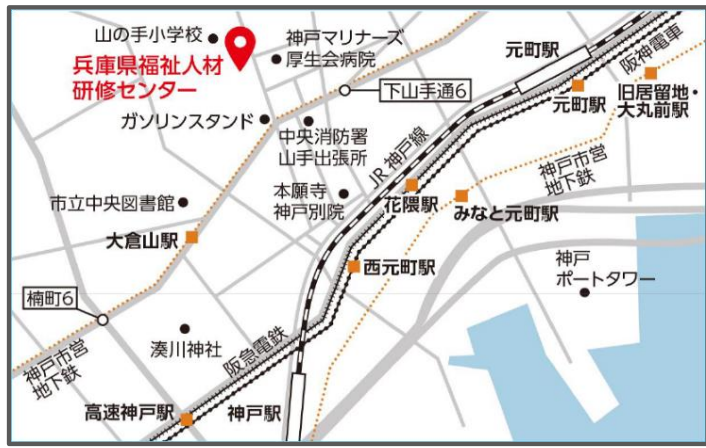 山の手小学校
兵庫県福祉人材
研修センター
神戸マリナーズ
厚生会病院
元町駅
阪神電車
下山手通6
元町駅
旧居留地・
大丸前駅
ガソリンスタンド
中央消防署
山手出張所
JR 神戸線
神戸市営
地下鉄
市立中央図書館
本願寺
神戸別院
花隈駅
みなと元町駅
大倉山駅
西元町駅
神戸
ポートタワー
楠町6
湊川神社
阪急電鉄
神戸市営
地下鉄
高速神戸駅
神戸駅